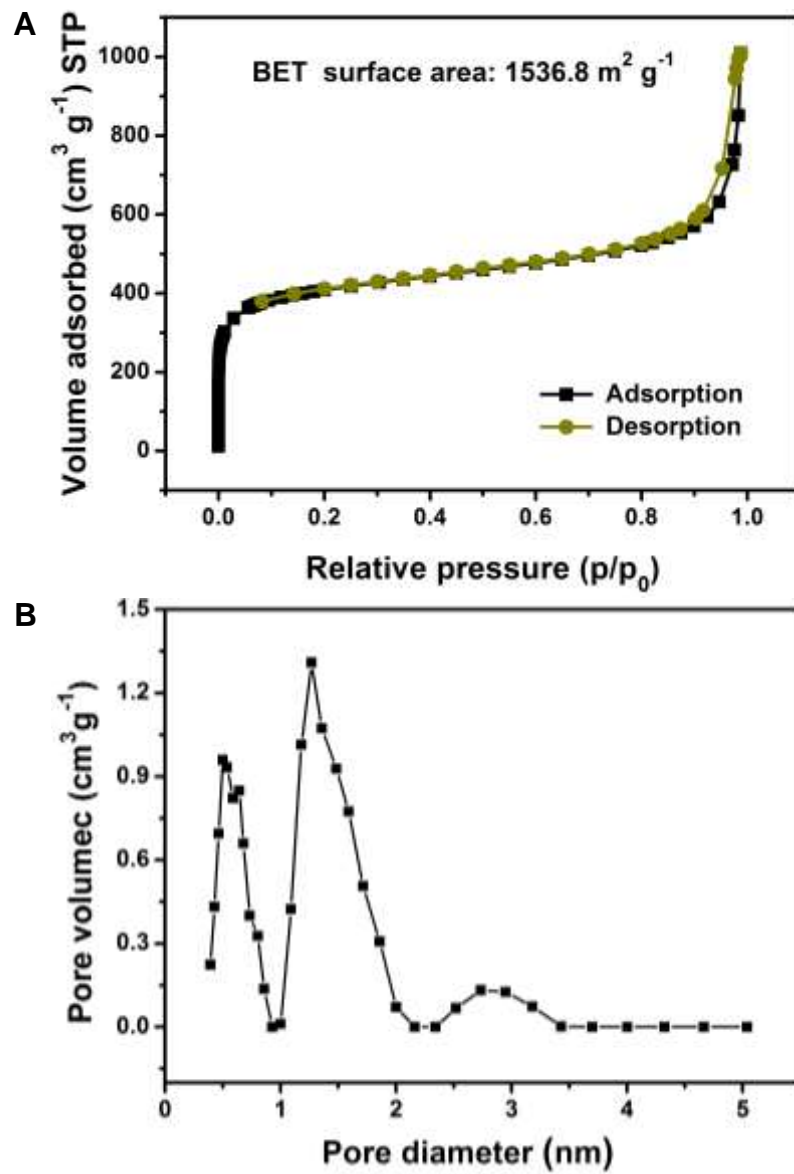 A
Volume adsorbed (cm³ g⁻¹) STP
1000
800
600
400
200
0
BET surface area: 1536.8 m² g⁻¹
Adsorption
Desorption
0.0 0.2 0.4 0.6 0.8 1.0
Relative pressure (p/p₀)
B
Pore volumec (cm³g⁻¹)
1.5
1.2
0.9
0.6
0.3
0.0
0 1 2 3 4 5
Pore diameter (nm)